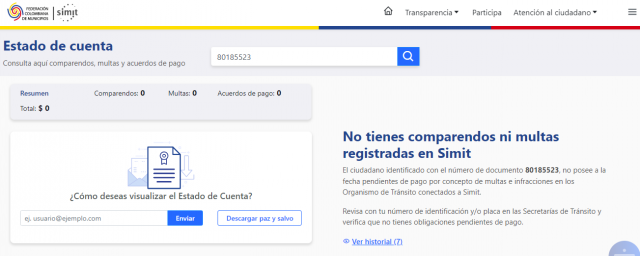 FEDERACIÓN
COLOMBIANA
DE MUNICIPIOS
simit
Transparencia
Participa
Atención al ciudadano
Estado de cuenta
Consulta aquí comparendos, multas y acuerdos de pago
80185523
Resumen Comparendos: 0 Multas: 0 Acuerdos de pago: 0
Total: $ 0
¿Cómo deseas visualizar el Estado de Cuenta?
ej. usuario@ejemplo.com Enviar Descargar paz y salvo
No tienes comparendos ni multas
registradas en Simit
El ciudadano identificado con el número de documento 80185523, no posee a la
fecha pendientes de pago por concepto de multas e infracciones en los
Organismo de Tránsito conectados a Simit.
Revisa con tu número de identificación y/o placa en las Secretarías de Tránsito y
verifica que no tienes obligaciones pendientes de pago.
Ver historial (7)